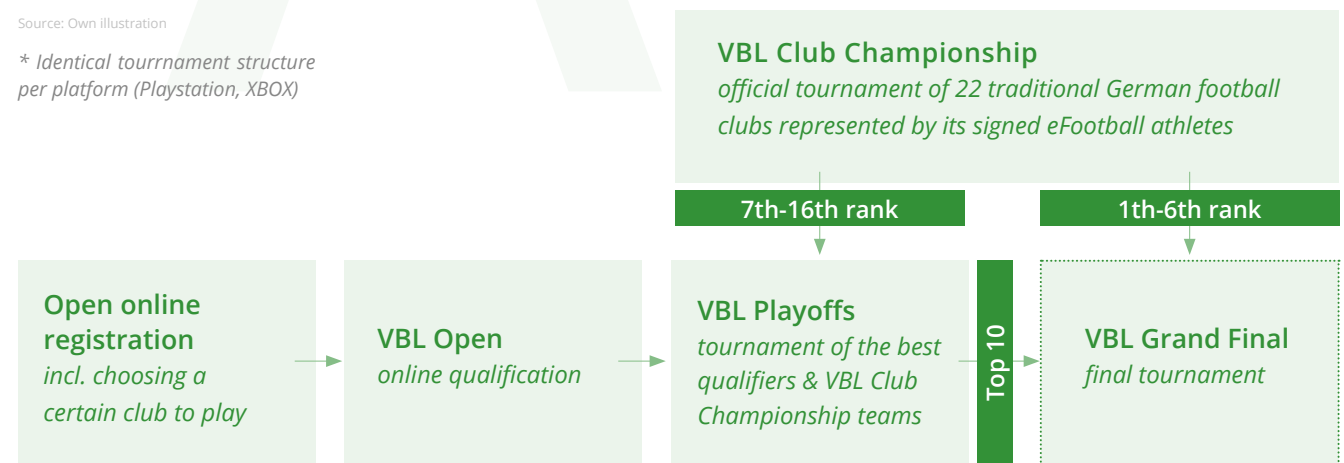 Source: Own illustration
* Identical tourrnament structure
per platform (Playstation, XBOX)
VBL Club Championship
official tournament of 22 traditional German football
clubs represented by its signed eFootball athletes
7th-16th rank
1th-6th rank
Open online
registration
incl. choosing a
certain club to play
VBL Open
online qualification
VBL Playoffs
tournament of the best
qualifiers & VBL Club
Championship teams
Top 10
VBL Grand Final
final tournament